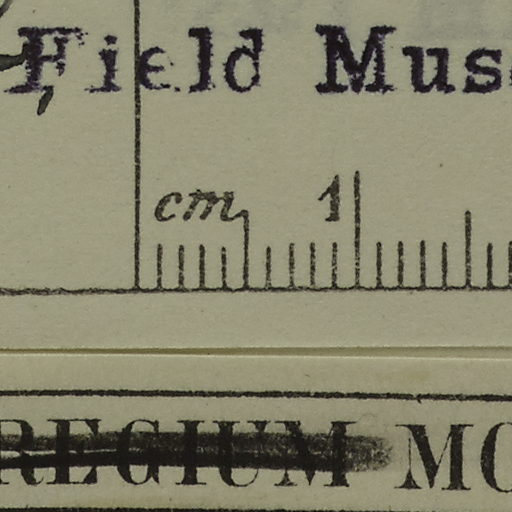 Field Mus
cm 1
REGIUM MO